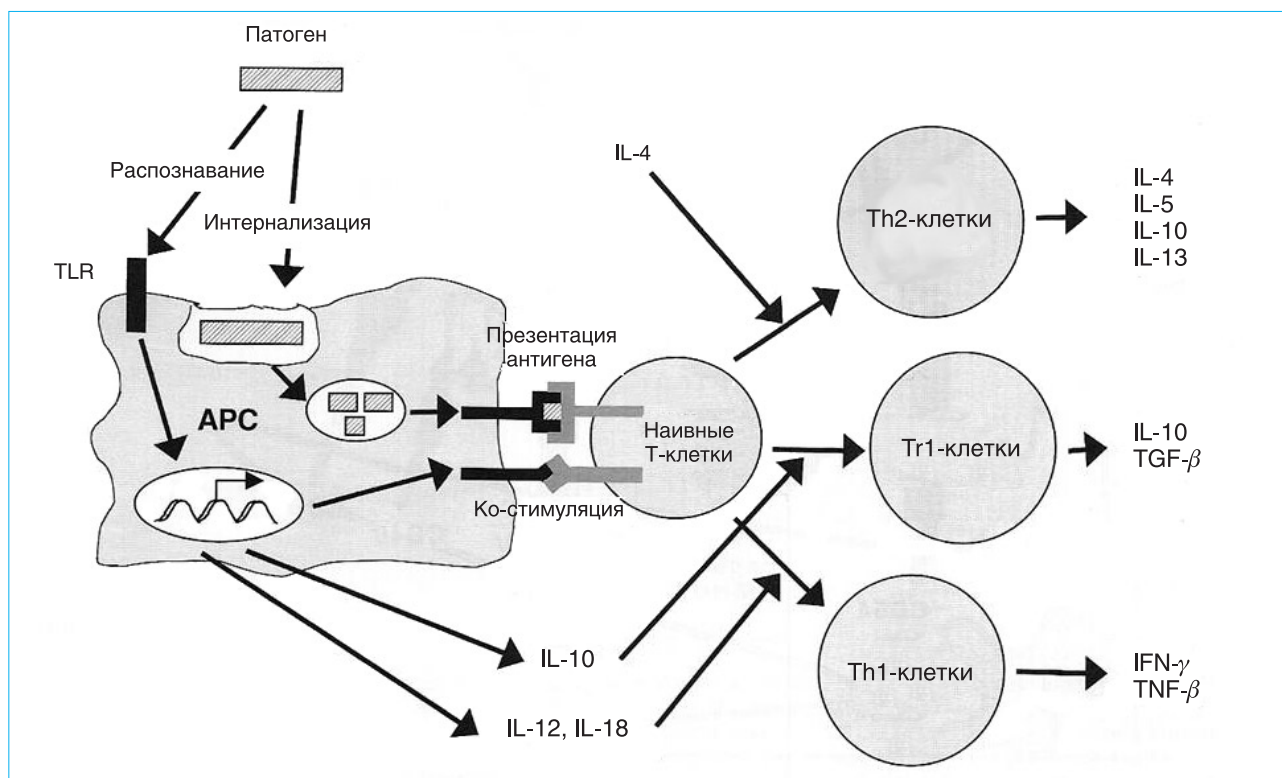 Патоген
Распознавание
Интернализация
TLR
APC
Презентация
антигена
Наивные
Т-клетки
Ко-стимуляция
IL-4
Th2-клетки
IL-4
IL-5
IL-10
IL-13
Tr1-клетки
IL-10
TGF-β
IL-10
IL-12, IL-18
Th1-клетки
IFN-γ
TNF-β